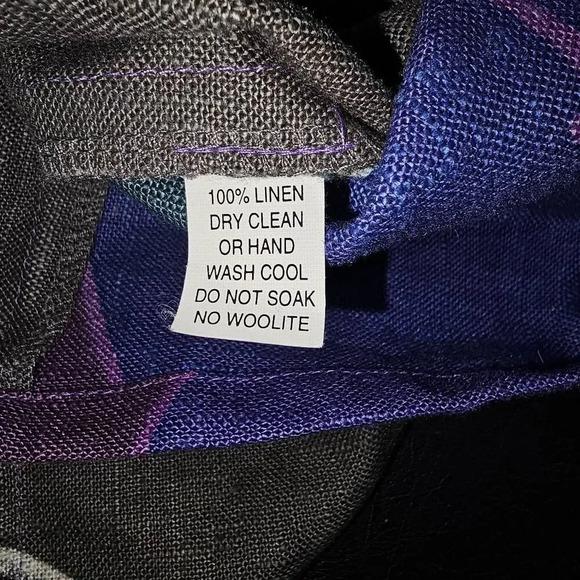 100% LINEN
DRY CLEAN
OR HAND
WASH COOL
DO NOT SOAK
NO WOOLITE